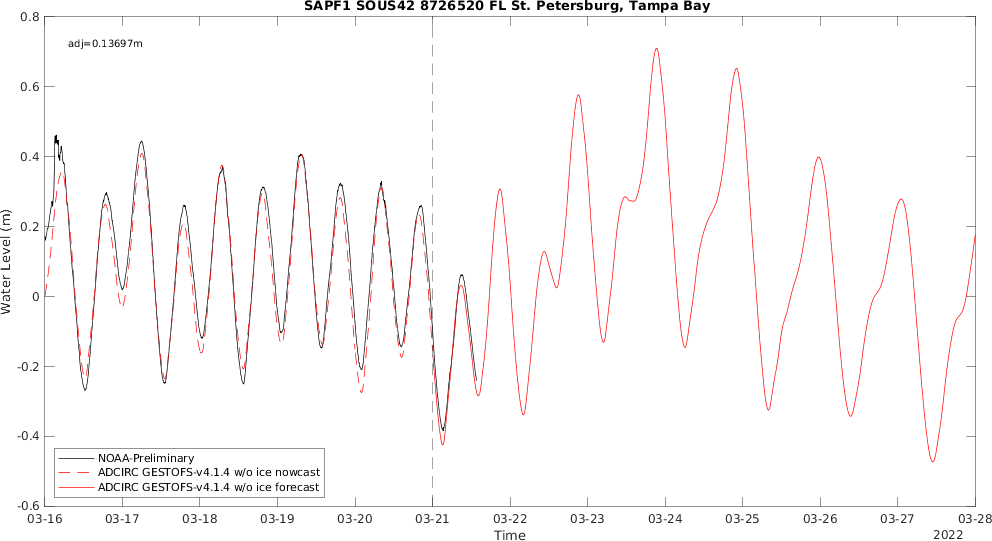 SAPF1 SOUS42 8726520 FL St. Petersburg, Tampa Bay
adj=0.13697m
0.8
0.6
0.4
0.2
0
-0.2
-0.4
-0.6
Water Level (m)
NOAA-Preliminary
ADCIRC GESTOFS-v4.1.4 w/o ice nowcast
ADCIRC GESTOFS-v4.1.4 w/o ice forecast
03-16 03-17 03-18 03-19 03-20 03-21 03-22 03-23 03-24 03-25 03-26 03-27 03-28
Time
2022